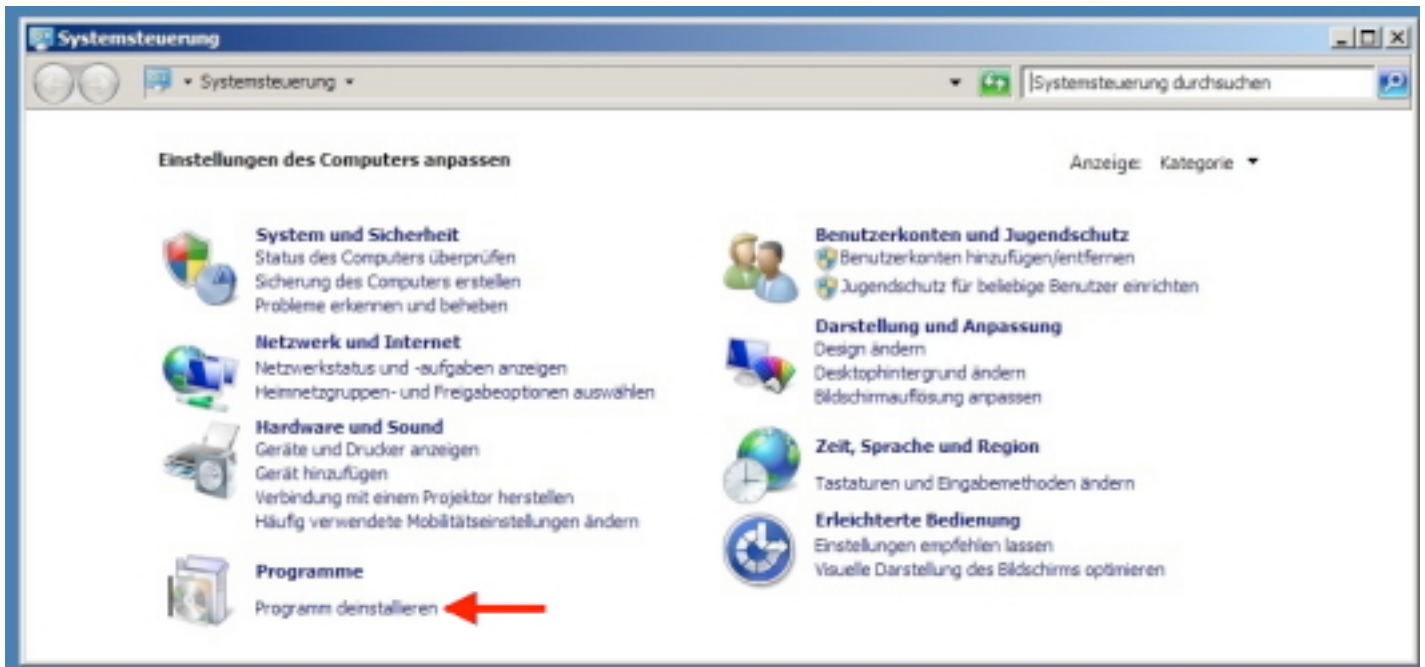 Systemsteuerung
Systemsteuerung
Systemsteuerung durchsuchen
Einstellungen des Computers anpassen
Anzeige: Kategorie
System und Sicherheit
Status des Computers überprüfen
Sicherung des Computers erstellen
Probleme erkennen und beheben
Netzwerk und Internet
Netzwerkstatus und -aufgaben anzeigen
Heimnetzgruppen- und Freigabeoptionen auswählen
Hardware und Sound
Geräte und Drucker anzeigen
Gerät hinzufügen
Verbindung mit einem Projektor herstellen
Häufig verwendete Mobilitätseinstellungen ändern
Programme
Programm deinstallieren
Benutzerkonten und Jugendschutz
Benutzerkonten hinzufügen/entfernen
Jugendschutz für beliebige Benutzer einrichten
Darstellung und Anpassung
Design ändern
Desktophintergrund ändern
Bildschirmauflösung anpassen
Zeit, Sprache und Region
Tastaturen und Eingabemethoden ändern
Erleichterte Bedienung
Einstellungen empfehlen lassen
Visuelle Darstellung des Bildschirms optimieren